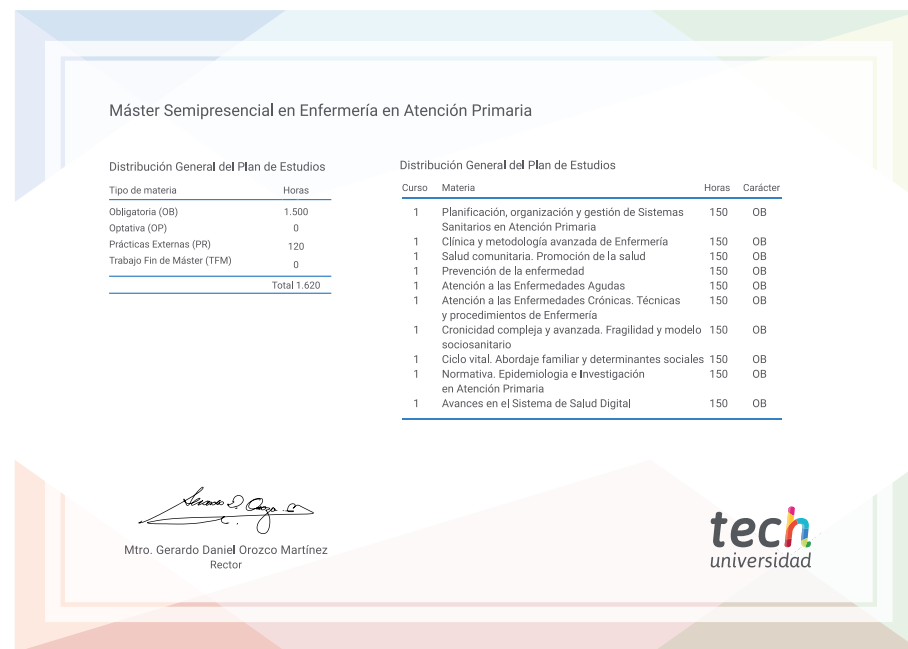 Máster Semipresencial en Enfermería en Atención Primaria
Distribución General del Plan de Estudios
Tipo de materia Horas
Obligatoria (OB) 1.500
Optativa (OP) 0
Prácticas Externas (PR) 120
Trabajo Fin de Máster (TFM) 0
Total 1.620
Distribución General del Plan de Estudios
Curso Materia Horas Carácter
1 Planificación, organización y gestión de Sistemas 150 OB
Sanitarios en Atención Primaria
1 Clínica y metodología avanzada de Enfermería 150 OB
1 Salud comunitaria. Promoción de la salud 150 OB
1 Prevención de la enfermedad 150 OB
1 Atención a las Enfermedades Agudas 150 OB
1 Atención a las Enfermedades Crónicas. Técnicas 150 OB
y procedimientos de Enfermería
1 Cronicidad compleja y avanzada. Fragilidad y modelo 150 OB
sociosanitario
1 Ciclo vital. Abordaje familiar y determinantes sociales 150 OB
1 Normativa. Epidemiologia e Investigación 150 OB
en Atención Primaria
1 Avances en el Sistema de Salud Digital 150 OB
Mtro. Gerardo Daniel Orozco Martínez
Rector
tech
universidad